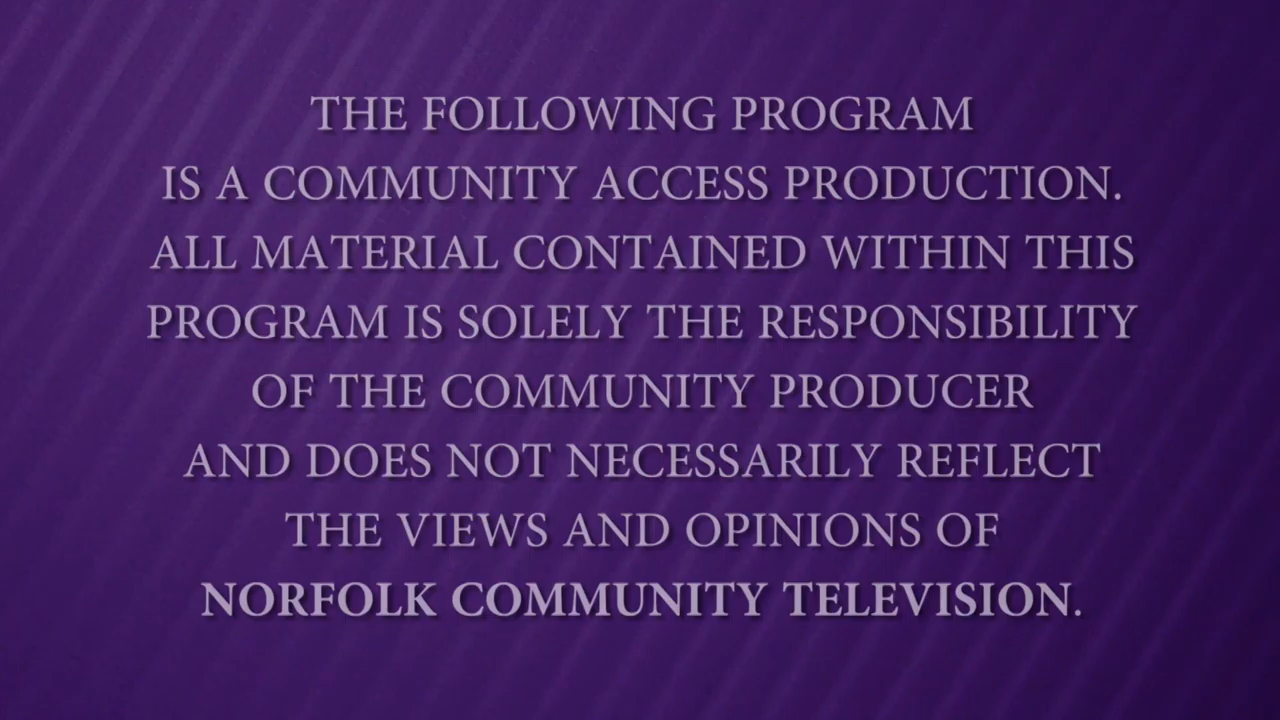 THE FOLLOWING PROGRAM
IS A COMMUNITY ACCESS PRODUCTION.
ALL MATERIAL CONTAINED WITHIN THIS
PROGRAM IS SOLELY THE RESPONSIBILITY
OF THE COMMUNITY PRODUCER
AND DOES NOT NECESSARILY REFLECT
THE VIEWS AND OPINIONS OF
NORFOLK COMMUNITY TELEVISION.